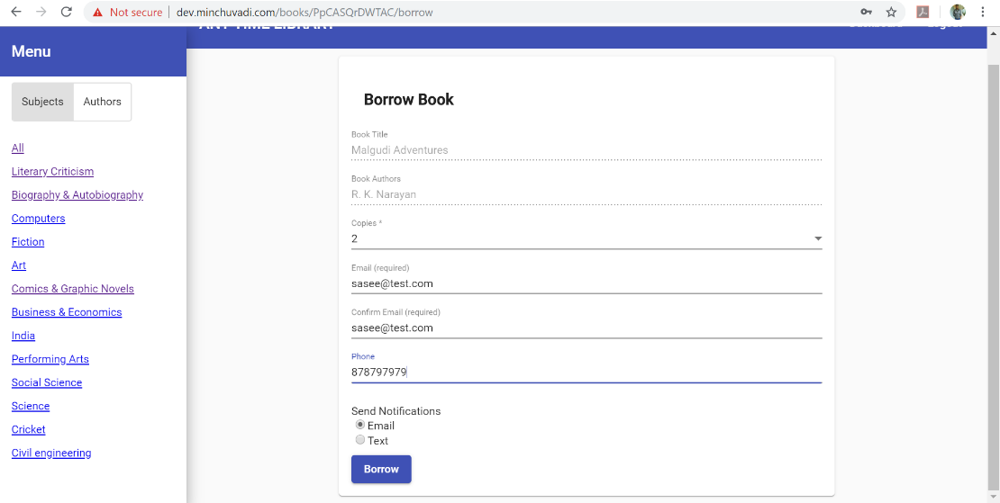 Not secure
dev.minchuvadi.com/books/PpCASQrDWTAC/borrow
Menu
ANY TIME LIBRARY
Subjects
Authors
All
Literary Criticism
Biography & Autobiography
Computers
Fiction
Art
Comics & Graphic Novels
Business & Economics
India
Performing Arts
Social Science
Science
Cricket
Civil engineering
Borrow Book
Book Title
Malgudi Adventures
Book Authors
R. K. Narayan
Copies *
2
Email (required)
sasee@test.com
Confirm Email (required)
sasee@test.com
Phone
878797979
Send Notifications
Email
Text
Borrow